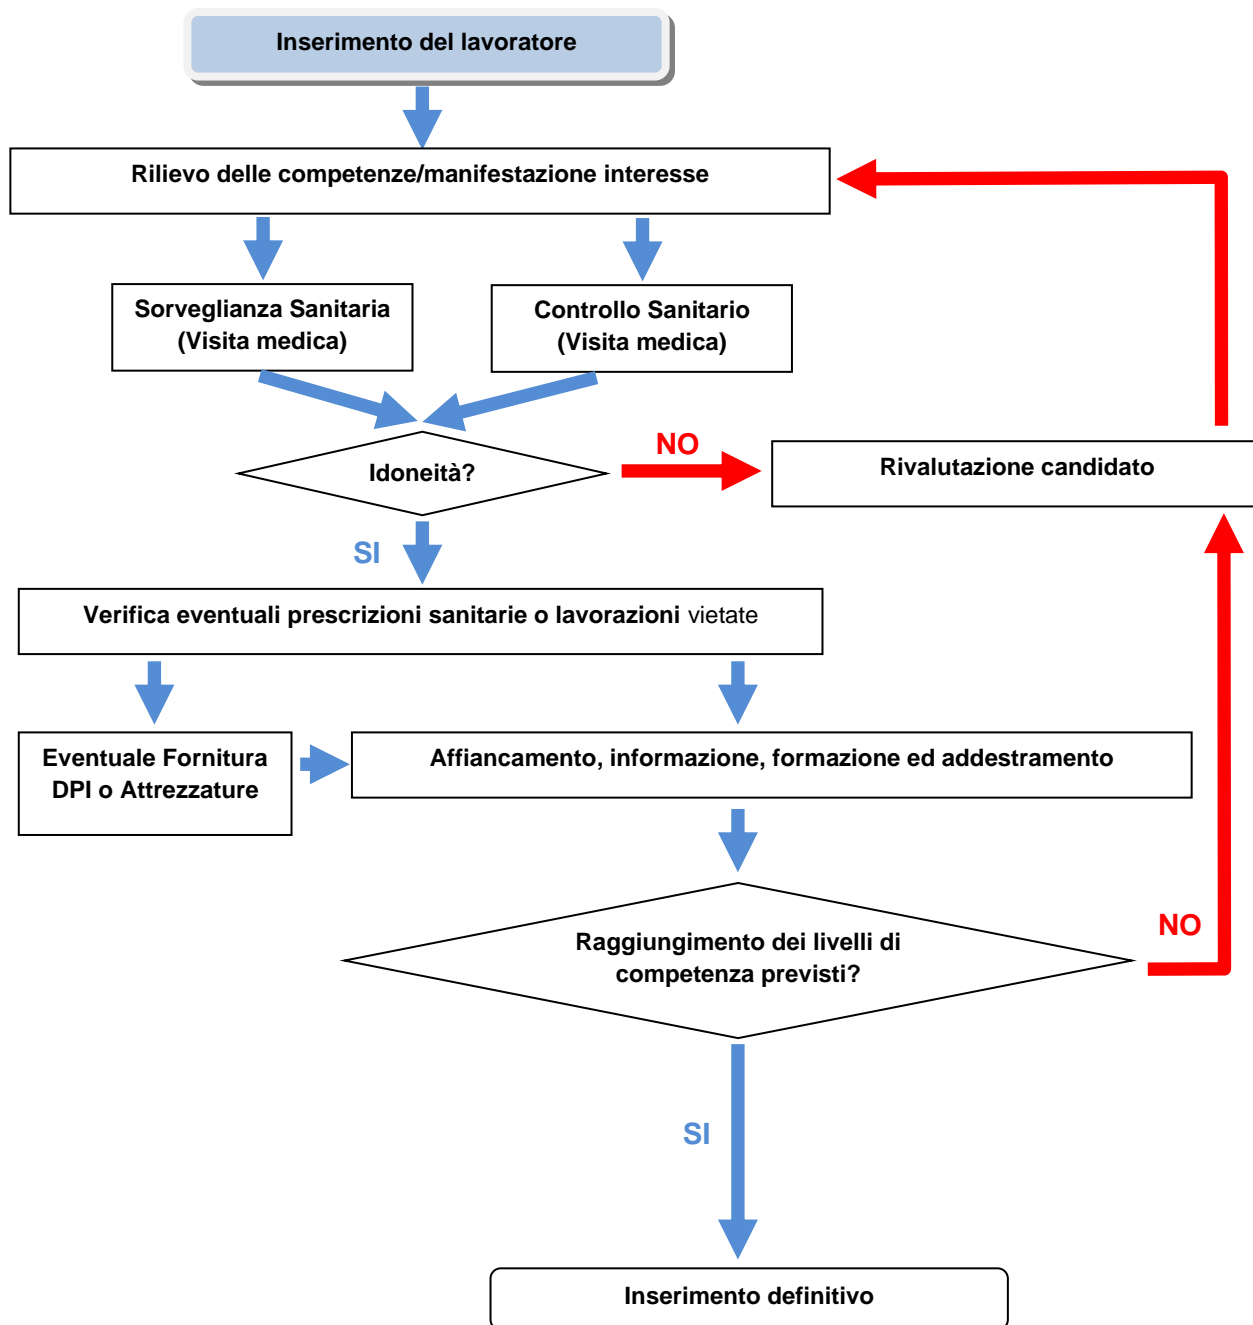 Inserimento del lavoratore
Rilievo delle competenze/manifestazione interesse
Sorveglianza Sanitaria
(Visita medica)
Controllo Sanitario
(Visita medica)
Idoneità?
NO
Rivalutazione candidato
SI
Verifica eventuali prescrizioni sanitarie o lavorazioni vietate
Eventuale Fornitura
DPI o Attrezzature
Affiancamento, informazione, formazione ed addestramento
Raggiungimento dei livelli di
competenza previsti?
NO
SI
Inserimento definitivo